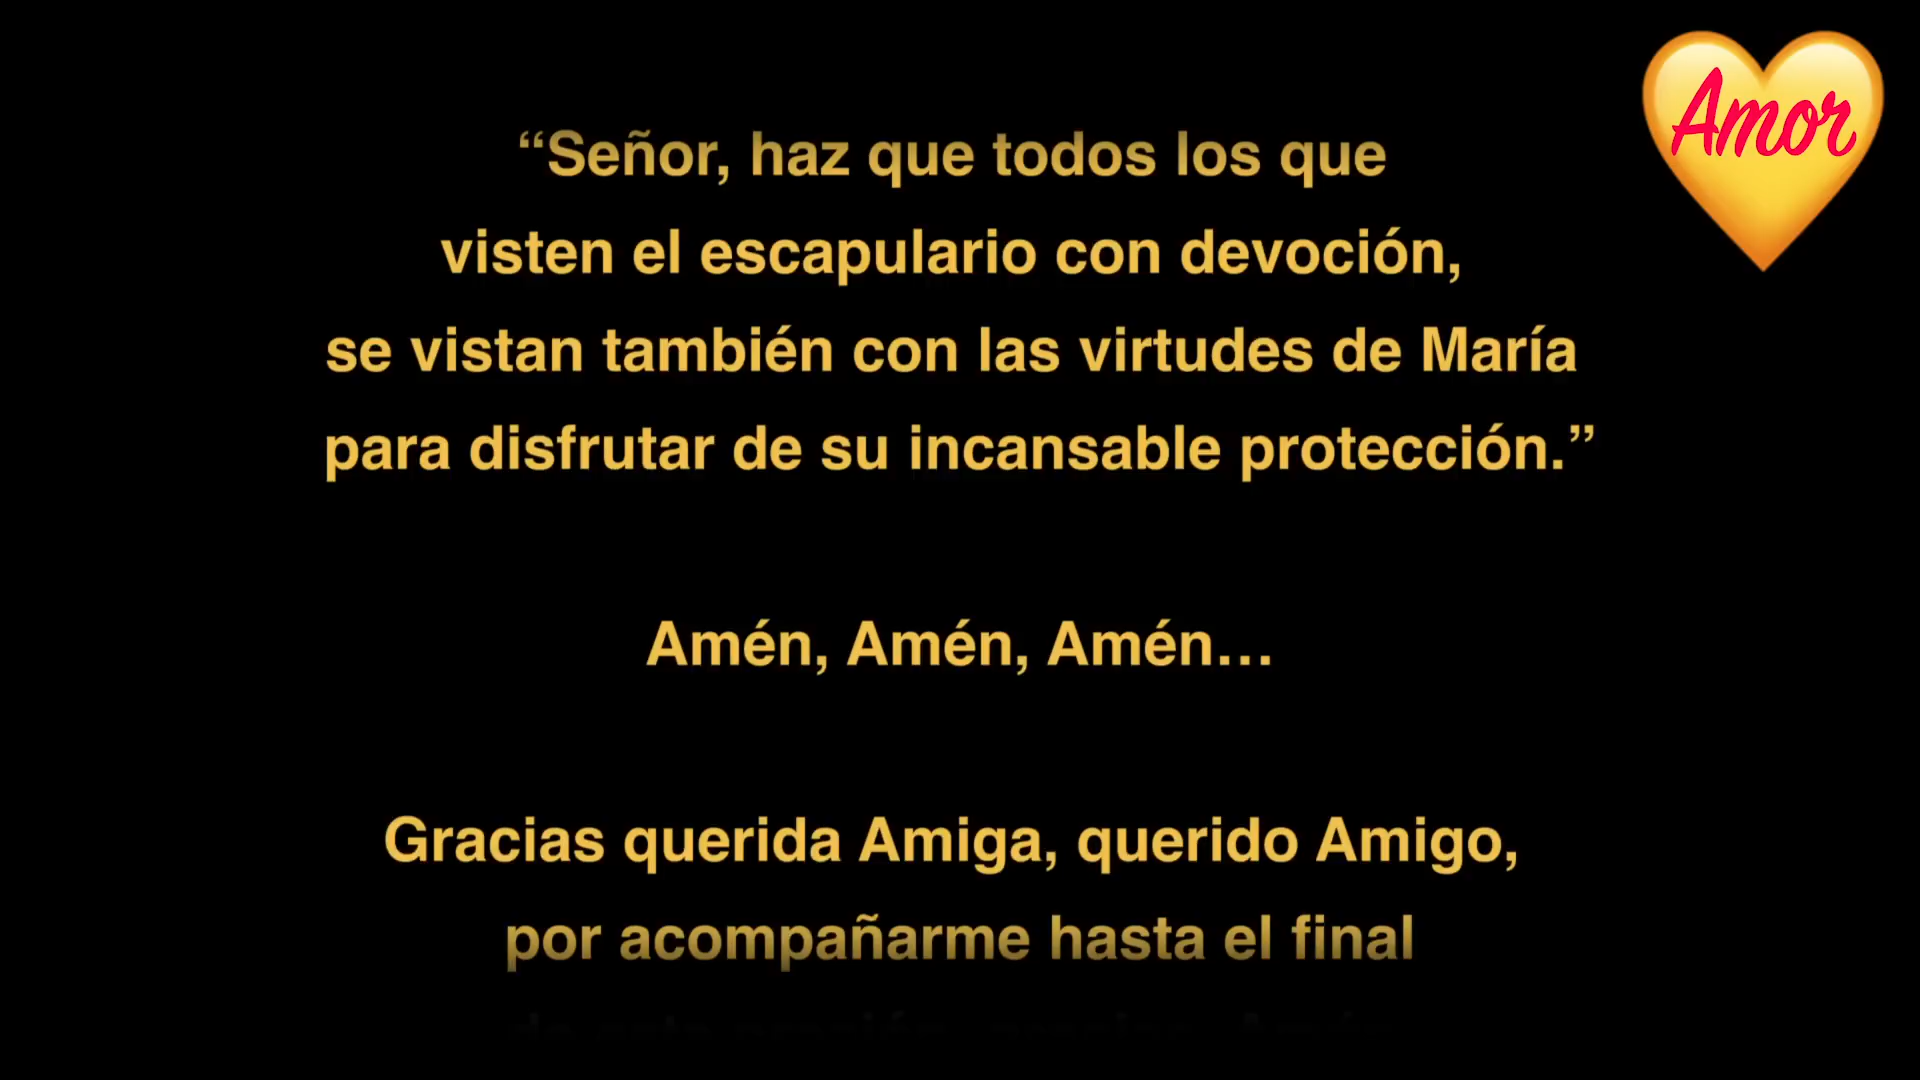 Amor
“Señor, haz que todos los que
visten el escapulario con devoción,
se vistan también con las virtudes de María
para disfrutar de su incansable protección.”
Amén, Amén, Amén…
Gracias querida Amiga, querido Amigo,
por acompañarme hasta el final